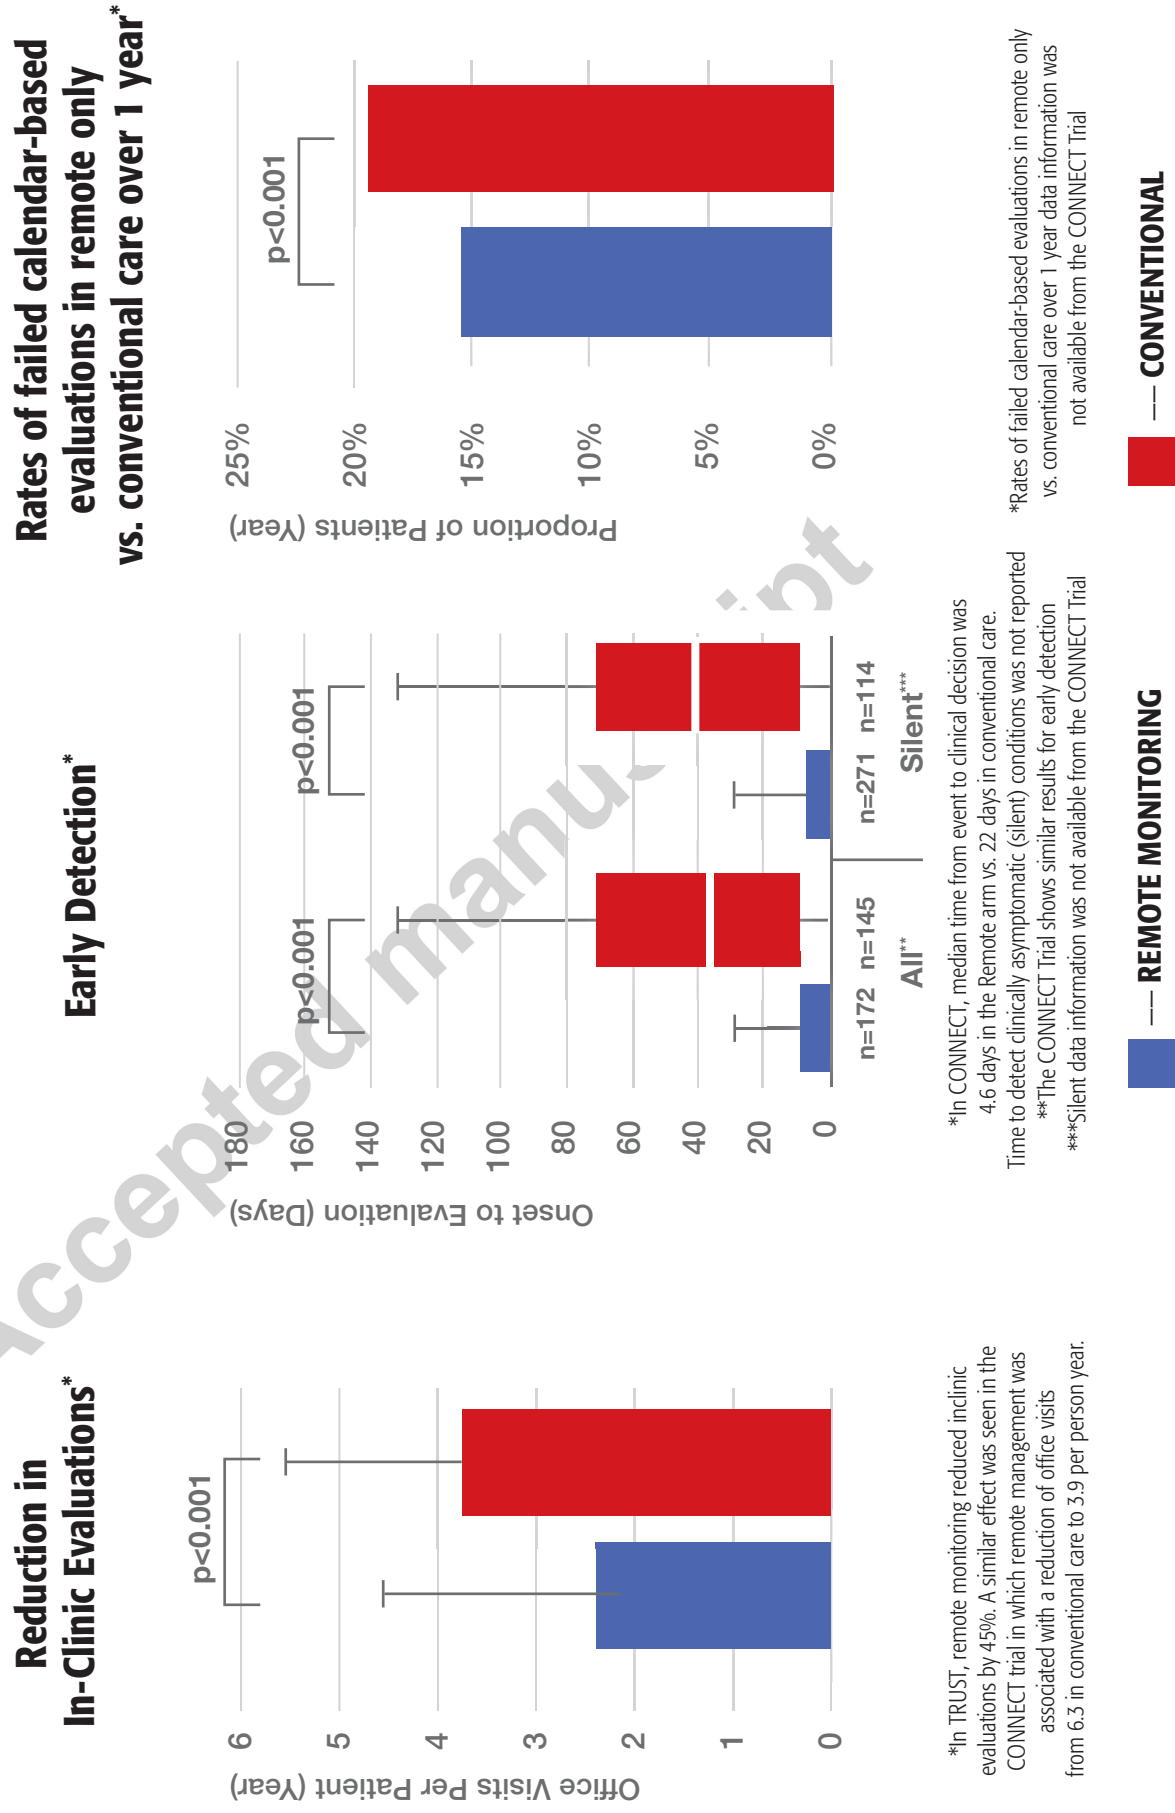 Reduction in
In-Clinic Evaluations*
p<0.001
Office Visits Per Patient (Year)
6
5
4
3
2
1
0
*In TRUST, remote monitoring reduced inclinic
evaluations by 45%. A similar effect was seen in the
CONNECT trial in which remote management was
associated with a reduction of office visits
from 6.3 in conventional care to 3.9 per person year.
Early Detection*
p<0.001
p<0.001
Onset to Evaluation (Days)
180
160
140
120
100
80
60
40
20
0
n=172 n=145
n=271 n=114
All**
Silent***
*In CONNECT, median time from event to clinical decision was
4.6 days in the Remote arm vs. 22 days in conventional care.
Time to detect clinically asymptomatic (silent) conditions was not reported
**The CONNECT Trial shows similar results for early detection
***Silent data information was not available from the CONNECT Trial
Rates of failed calendar-based
evaluations in remote only
vs. conventional care over 1 year*
p<0.001
Proportion of Patients (Year)
25%
20%
15%
10%
5%
0%
*Rates of failed calendar-based evaluations in remote only
vs. conventional care over 1 year data information was
not available from the CONNECT Trial
— REMOTE MONITORING
— CONVENTIONAL
Accepted manuscript